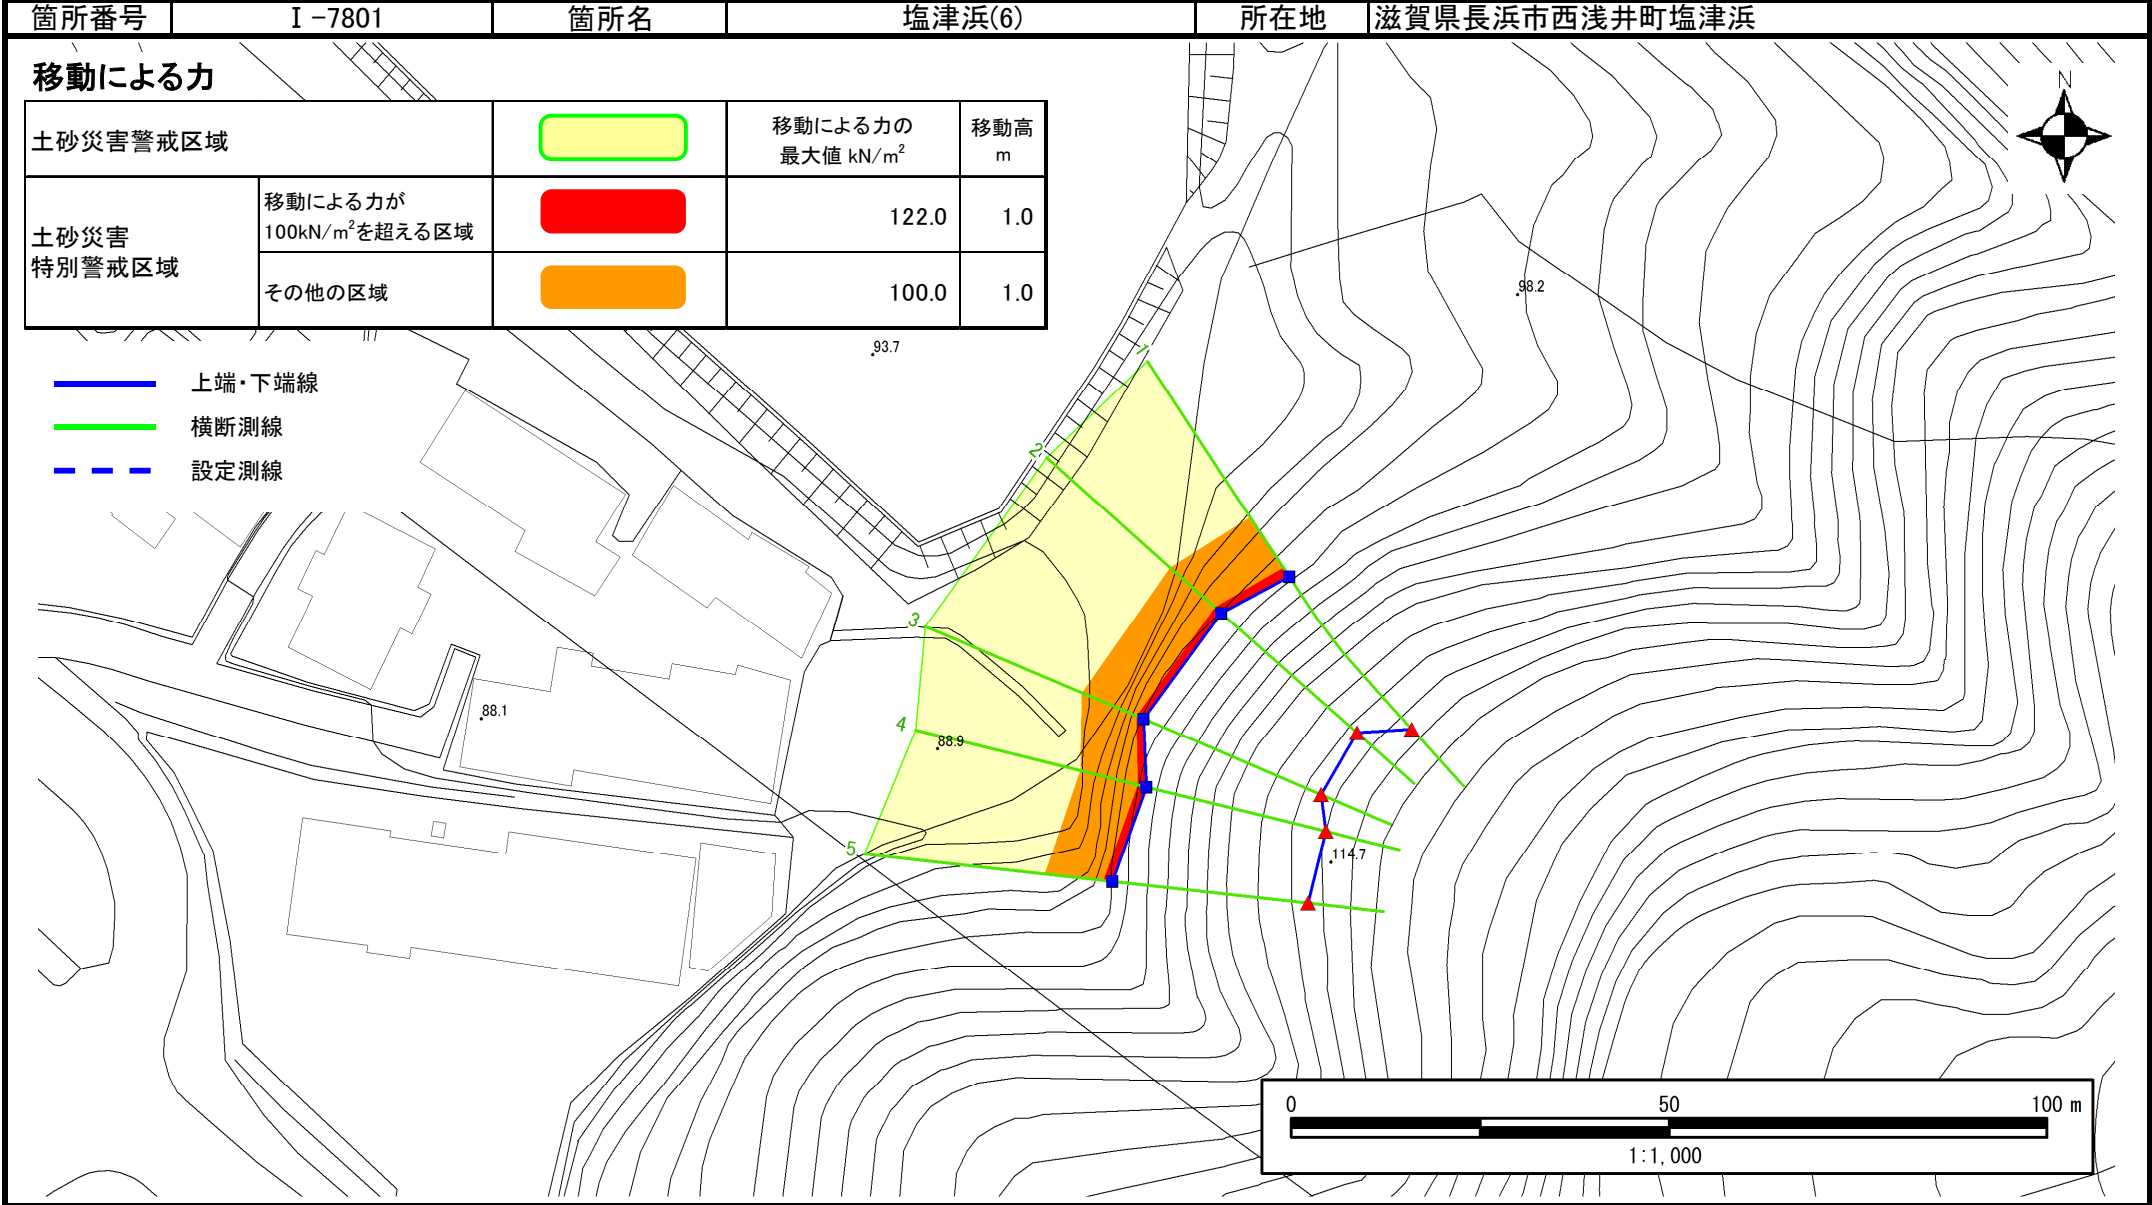 箇所番号 Ⅰ-7801 箇所名 塩津浜(6) 所在地 滋賀県長浜市西浅井町塩津浜
移動による力
土砂災害警戒区域
移動による力の
最大値 kN/m²
移動高
m
土砂災害
特別警戒区域
移動による力が
100kN/m²を超える区域
122.0 1.0
その他の区域
100.0 1.0
上端・下端線
横断測線
設定測線
N
98.2
93.7
1
2
3
4
5
88.1
88.9
114.7
0 50 100 m
1:1,000